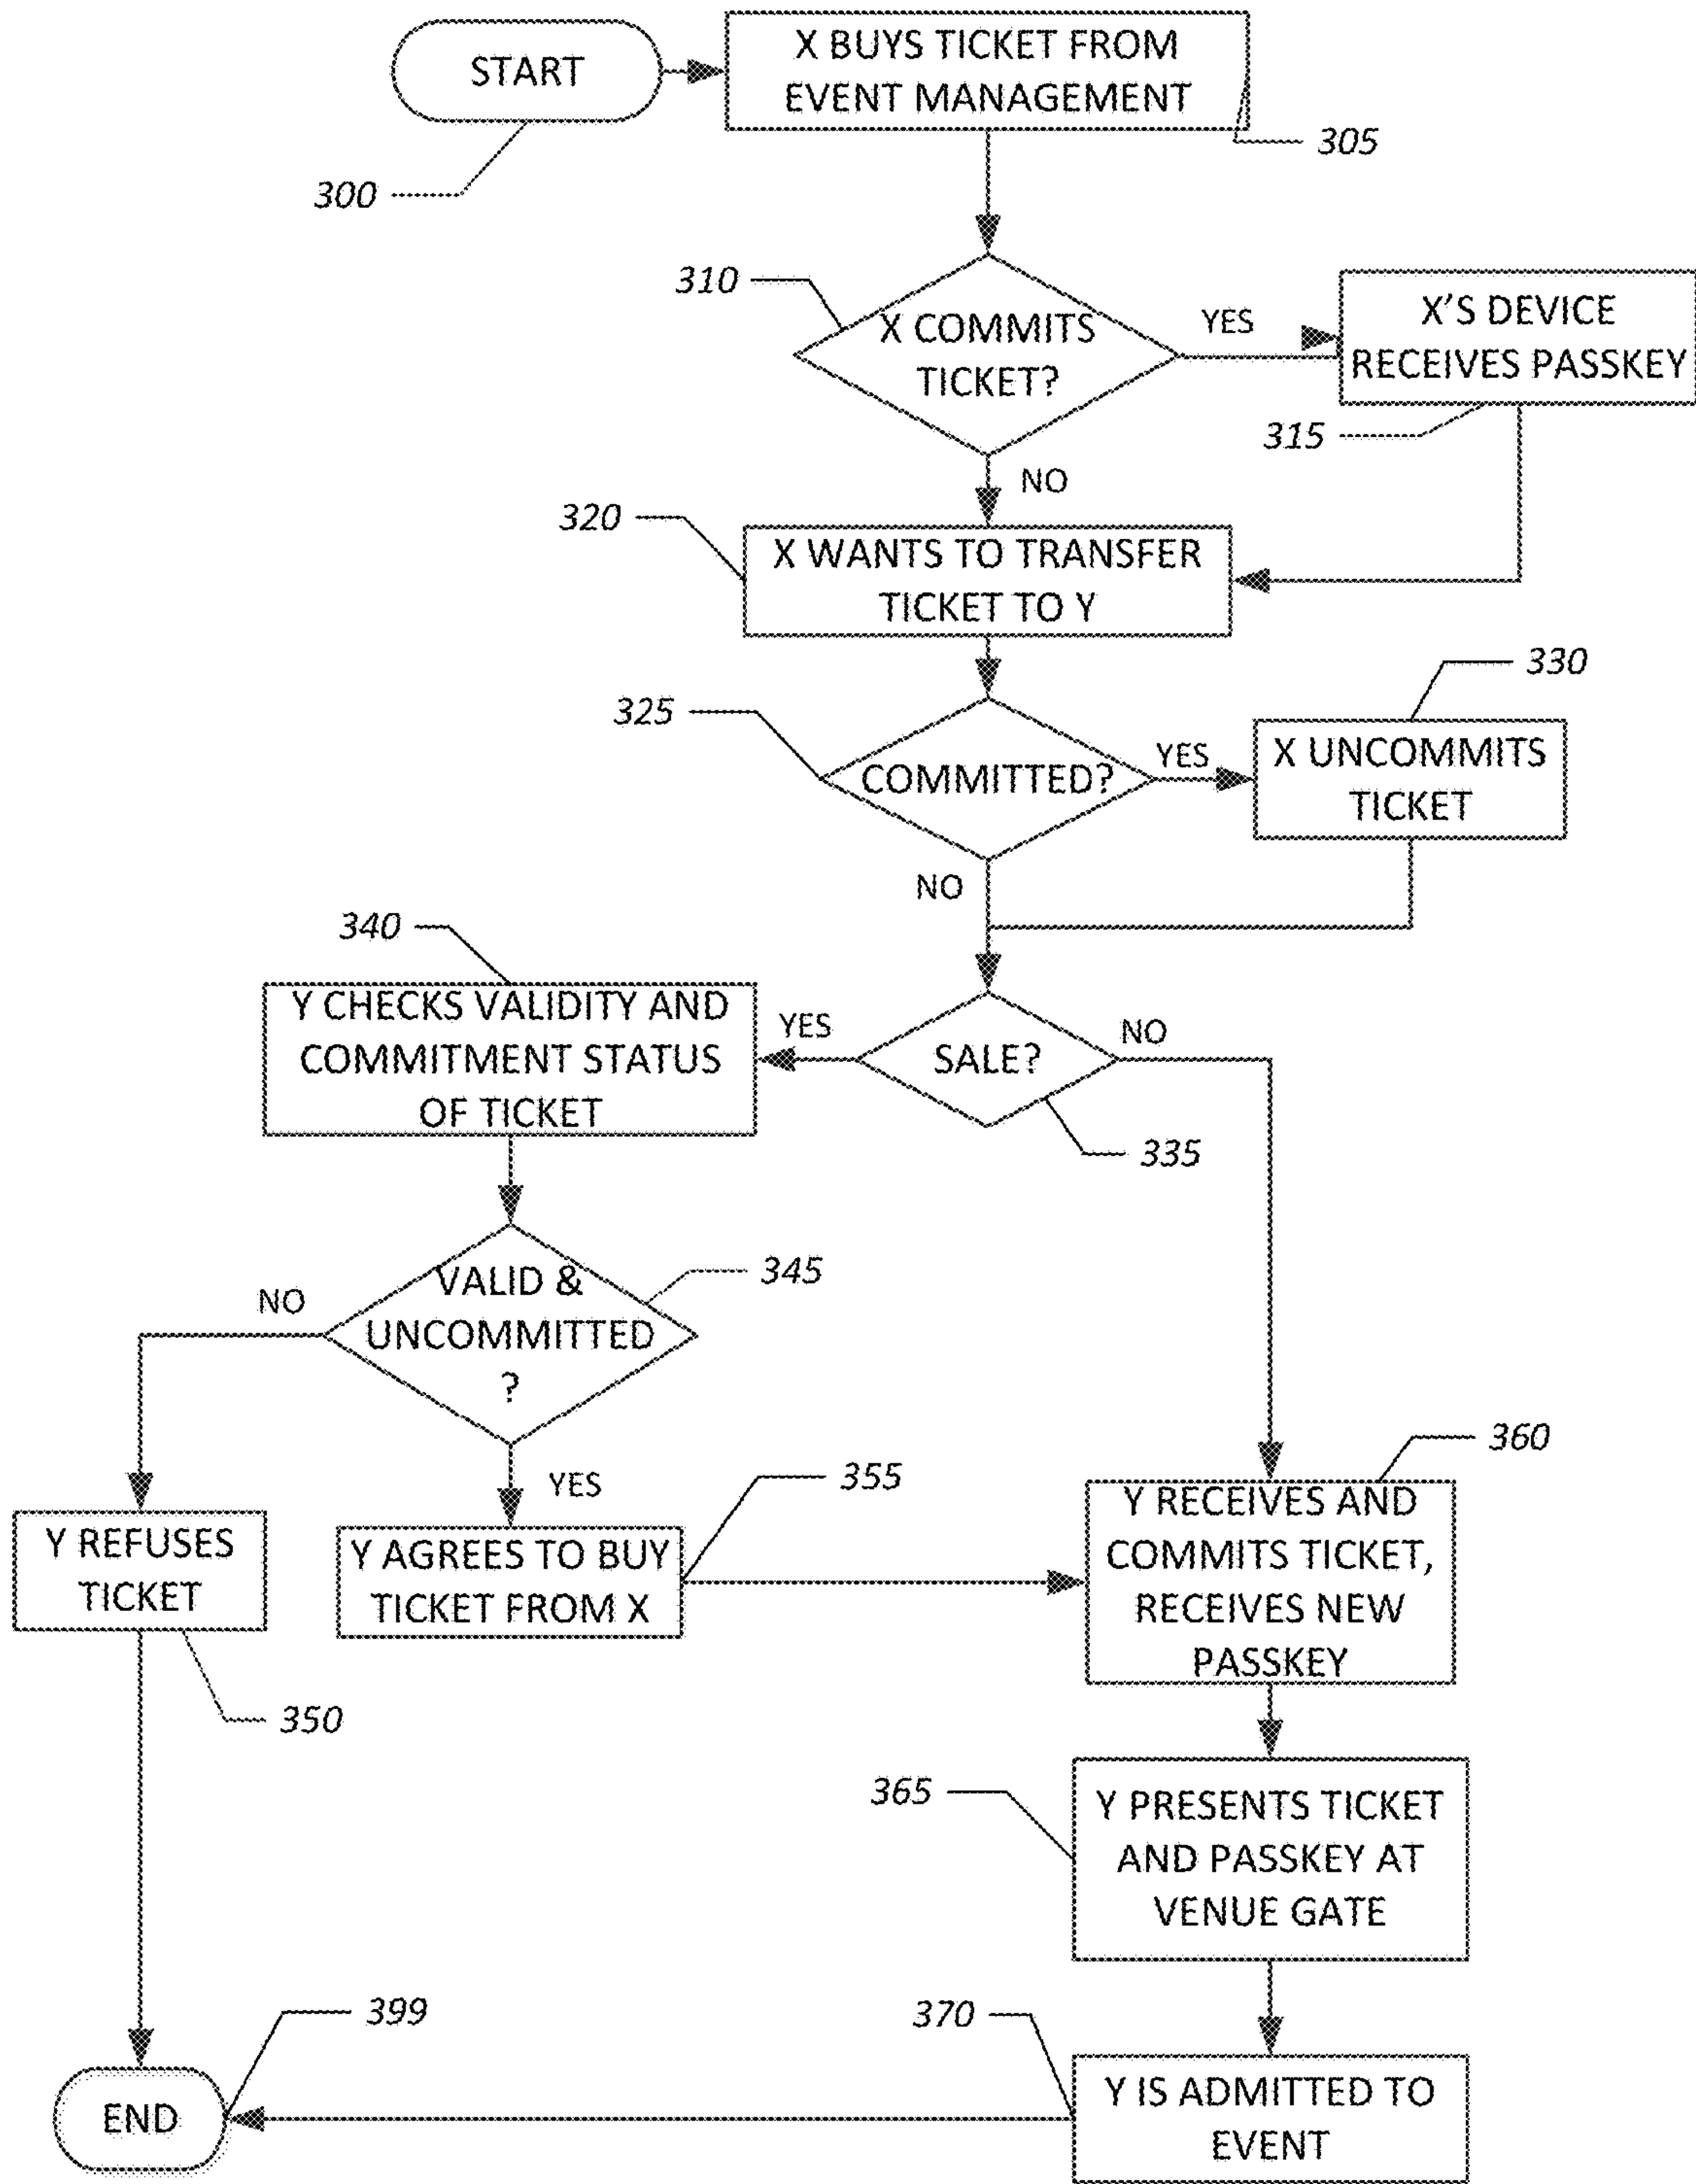 START
X BUYS TICKET FROM
EVENT MANAGEMENT
305
300
310
X COMMITS
TICKET?
YES
X'S DEVICE
RECEIVES PASSKEY
315
NO
320
X WANTS TO TRANSFER
TICKET TO Y
330
325
COMMITTED?
YES
X UNCOMMITS
TICKET
NO
340
Y CHECKS VALIDITY AND
COMMITMENT STATUS
OF TICKET
YES
SALE?
NO
335
345
NO
VALID &
UNCOMMITTED
?
YES
355
360
Y REFUSES
TICKET
Y AGREES TO BUY
TICKET FROM X
Y RECEIVES AND
COMMITS TICKET,
RECEIVES NEW
PASSKEY
350
365
Y PRESENTS TICKET
AND PASSKEY AT
VENUE GATE
399
370
END
Y IS ADMITTED TO
EVENT